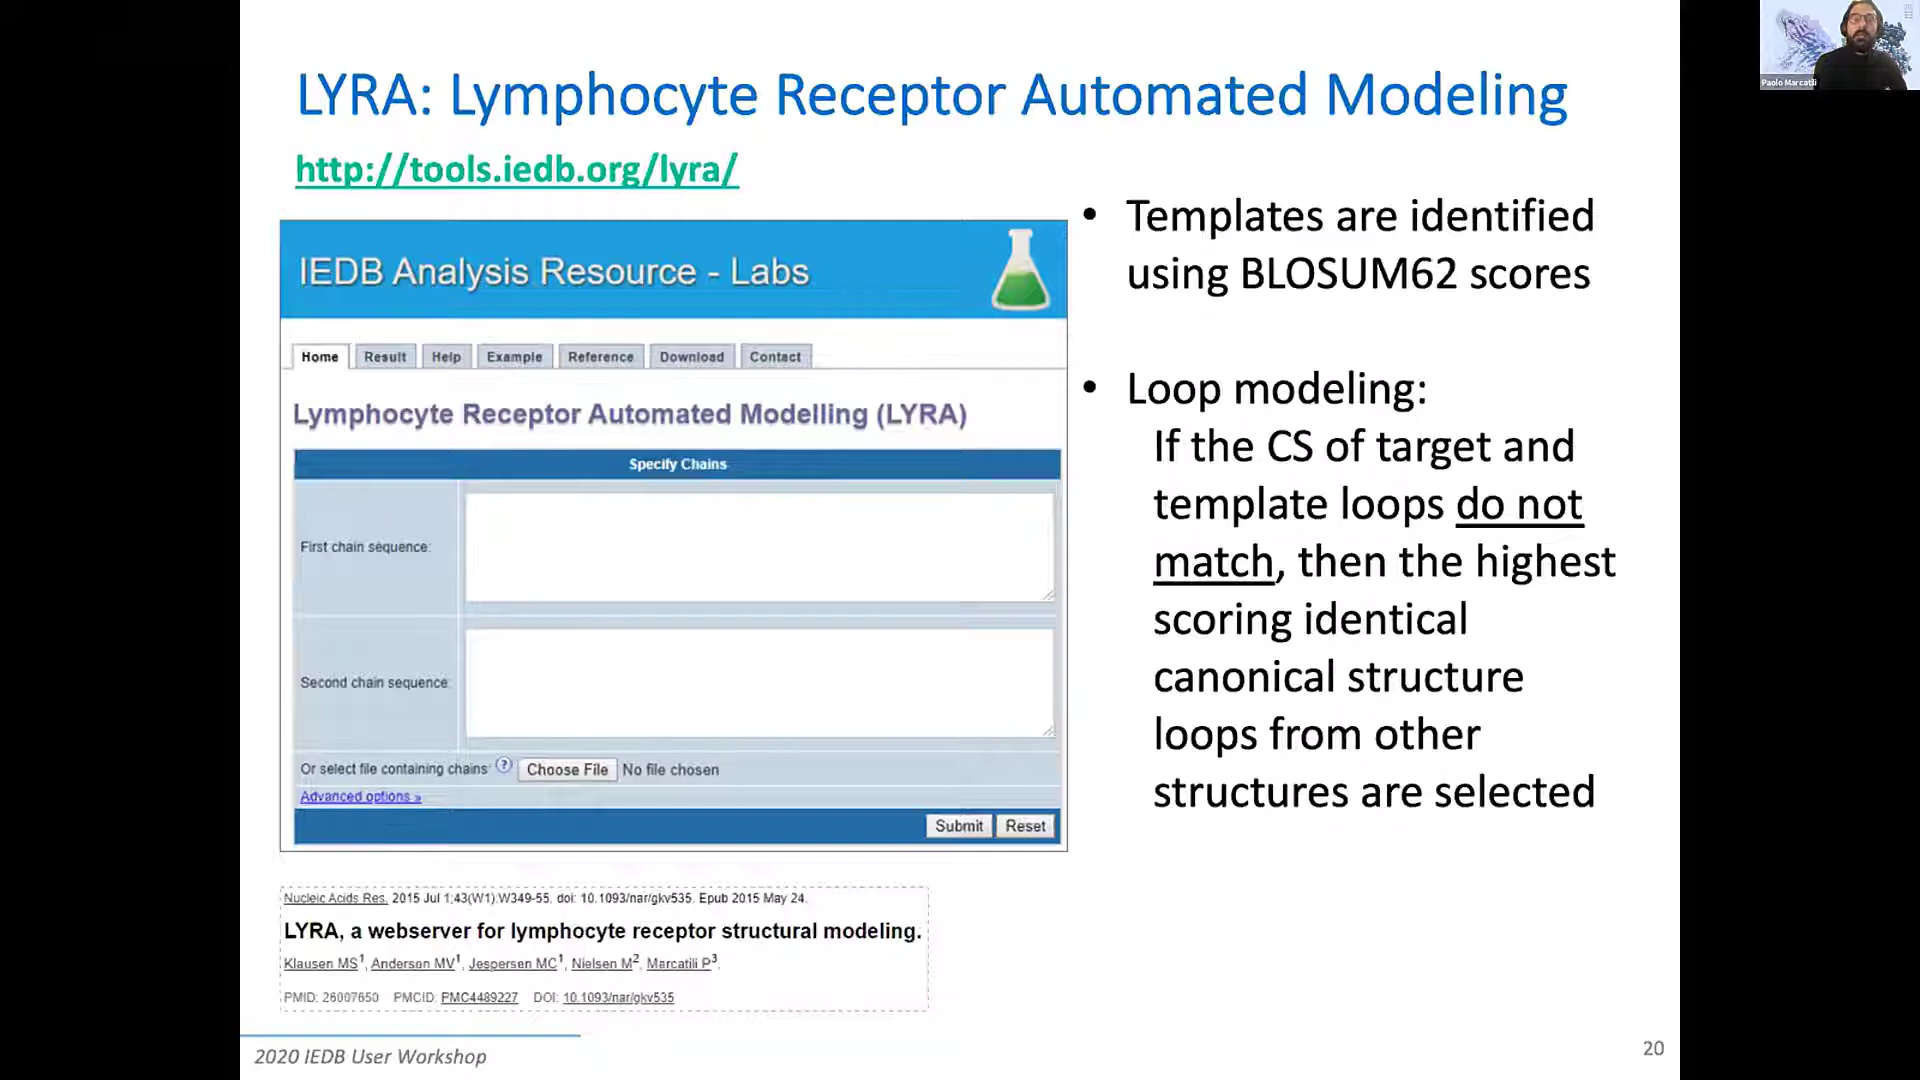 LYRA: Lymphocyte Receptor Automated Modeling
http://tools.iedb.org/lyra/
IEDB Analysis Resource - Labs
Home Result Help Example Reference Download Contact
Lymphocyte Receptor Automated Modelling (LYRA)
Specify Chains
First chain sequence:
Second chain sequence:
Or select file containing chains: ? Choose File No file chosen
Advanced options »
Submit Reset
Nucleic Acids Res. 2015 Jul 1;43(W1):W349-55. doi: 10.1093/nar/gkv535. Epub 2015 May 24.
LYRA, a webserver for lymphocyte receptor structural modeling.
Klausen MS1, Anderson MV1, Jespersen MC1, Nielsen M2, Marcatili P3.
PMID: 26007650 PMCID: PMC4489227 DOI: 10.1093/nar/gkv535
• Templates are identified
using BLOSUM62 scores
• Loop modeling:
If the CS of target and
template loops do not
match, then the highest
scoring identical
canonical structure
loops from other
structures are selected
2020 IEDB User Workshop
20
Paolo Marcatili